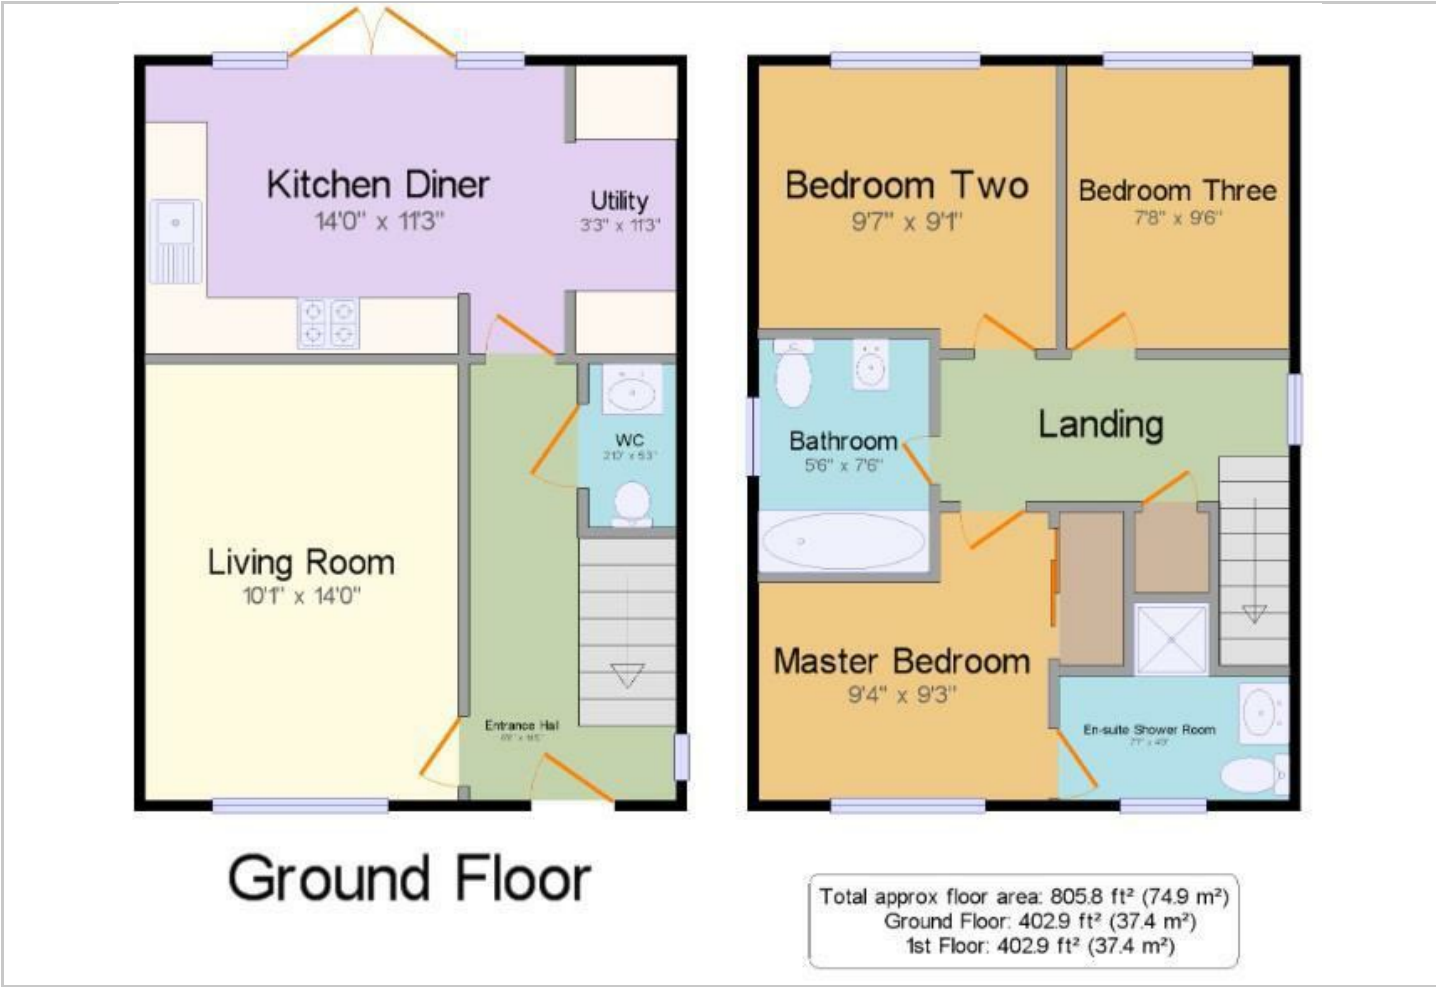 Kitchen Diner
14'0" x 11'3"
Utility
3'3" x 11'3"
WC
2'10" x 5'3"
Living Room
10'1" x 14'0"
Entrance Hall
Ground Floor
Bedroom Two
9'7" x 9'1"
Bedroom Three
7'8" x 9'6"
Landing
Bathroom
5'6" x 7'6"
Master Bedroom
9'4" x 9'3"
En-suite Shower Room
Total approx floor area: 805.8 ft² (74.9 m²)
Ground Floor: 402.9 ft² (37.4 m²)
1st Floor: 402.9 ft² (37.4 m²)